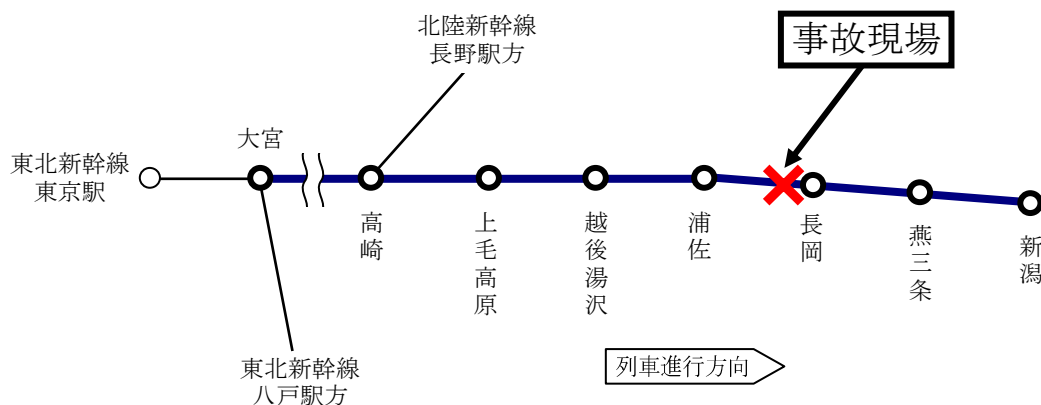 北陸新幹線
長野駅方
事故現場
大宮
東北新幹線
東京駅
高崎
上毛高原
越後湯沢
浦佐
長岡
燕三条
新潟
東北新幹線
八戸駅方
列車進行方向